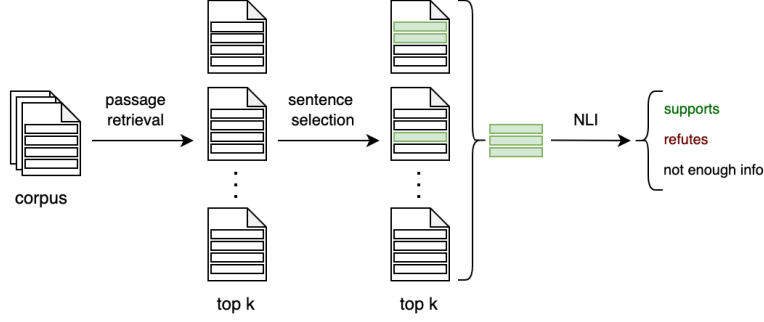 passage
retrieval
sentence
selection
NLI
supports
refutes
not enough info
corpus
top k
top k